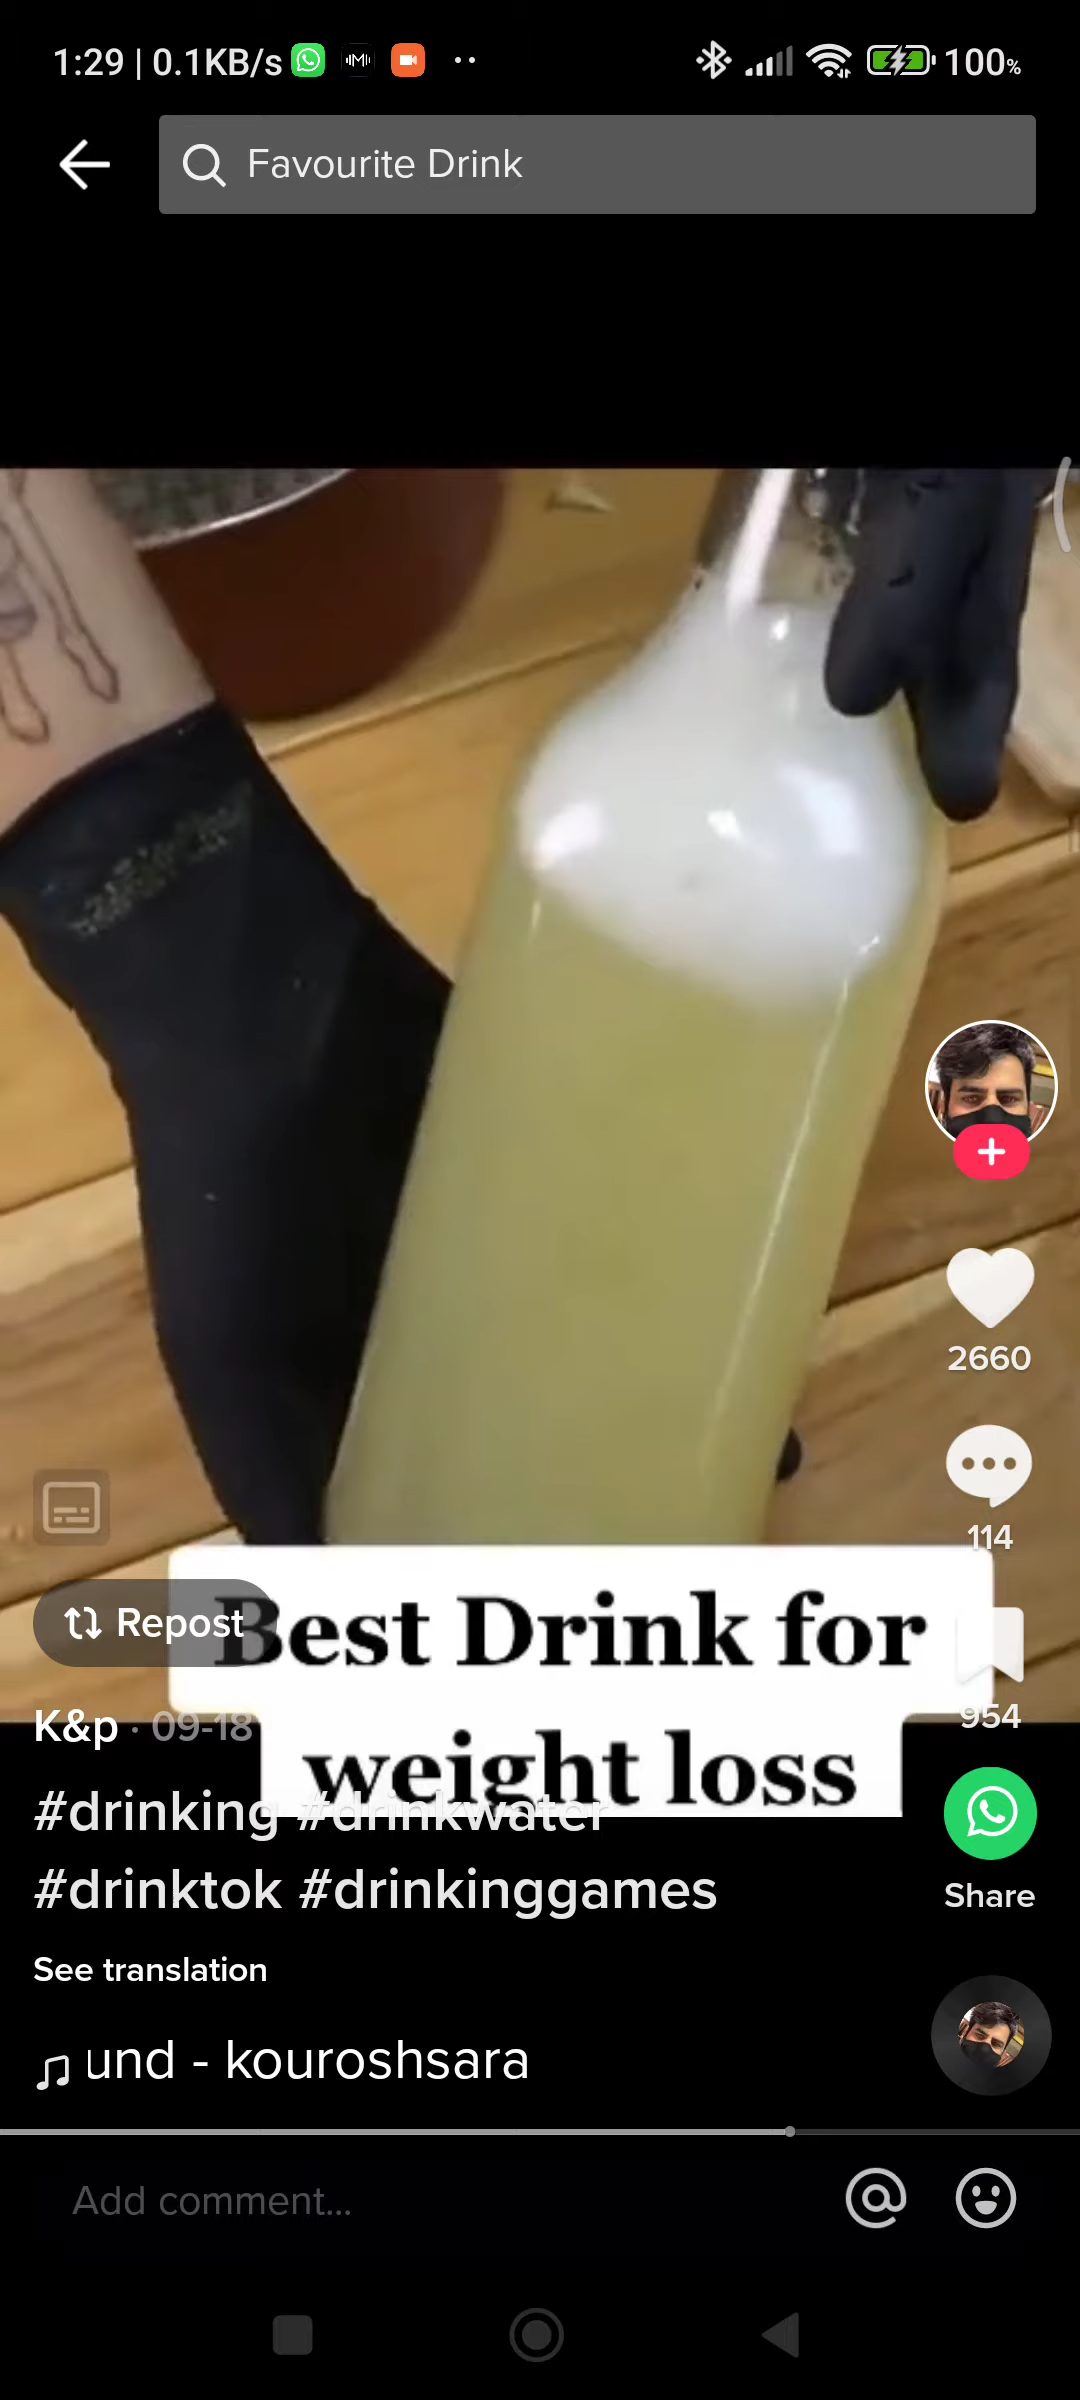 1:29 | 0.1KB/s
100%
Favourite Drink
2660
114
Best Drink for
Repost
954
K&p · 09-18
weight loss
#drinking #drinkwater
#drinktok #drinkinggames
Share
See translation
und - kouroshsara
Add comment...